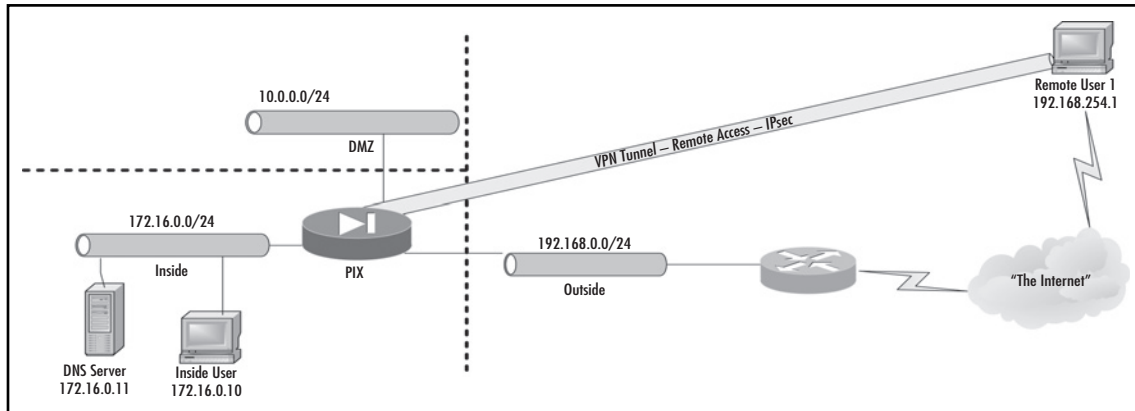 Remote User 1
192.168.254.1
10.0.0.0/24
DMZ
VPN Tunnel – Remote Access – IPsec
172.16.0.0/24
Inside
PIX
192.168.0.0/24
Outside
"The Internet"
DNS Server
172.16.0.11
Inside User
172.16.0.10